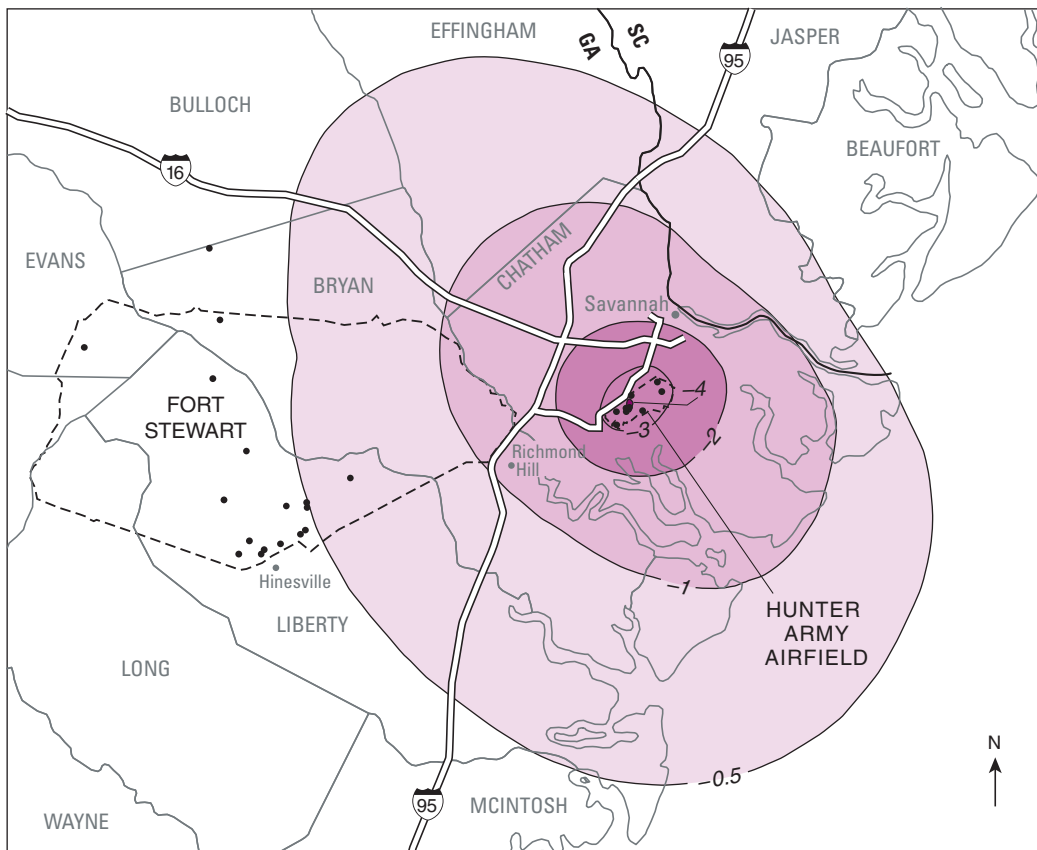 EFFINGHAM
SC
GA
JASPER
95
BULLOCH
BEAUFORT
16
EVANS
BRYAN
CHATHAM
Savannah
FORT
STEWART
–4
–3
–2
Richmond
Hill
Hinesville
–1
HUNTER
ARMY
AIRFIELD
LIBERTY
LONG
N
–0.5
95
MCINTOSH
WAYNE